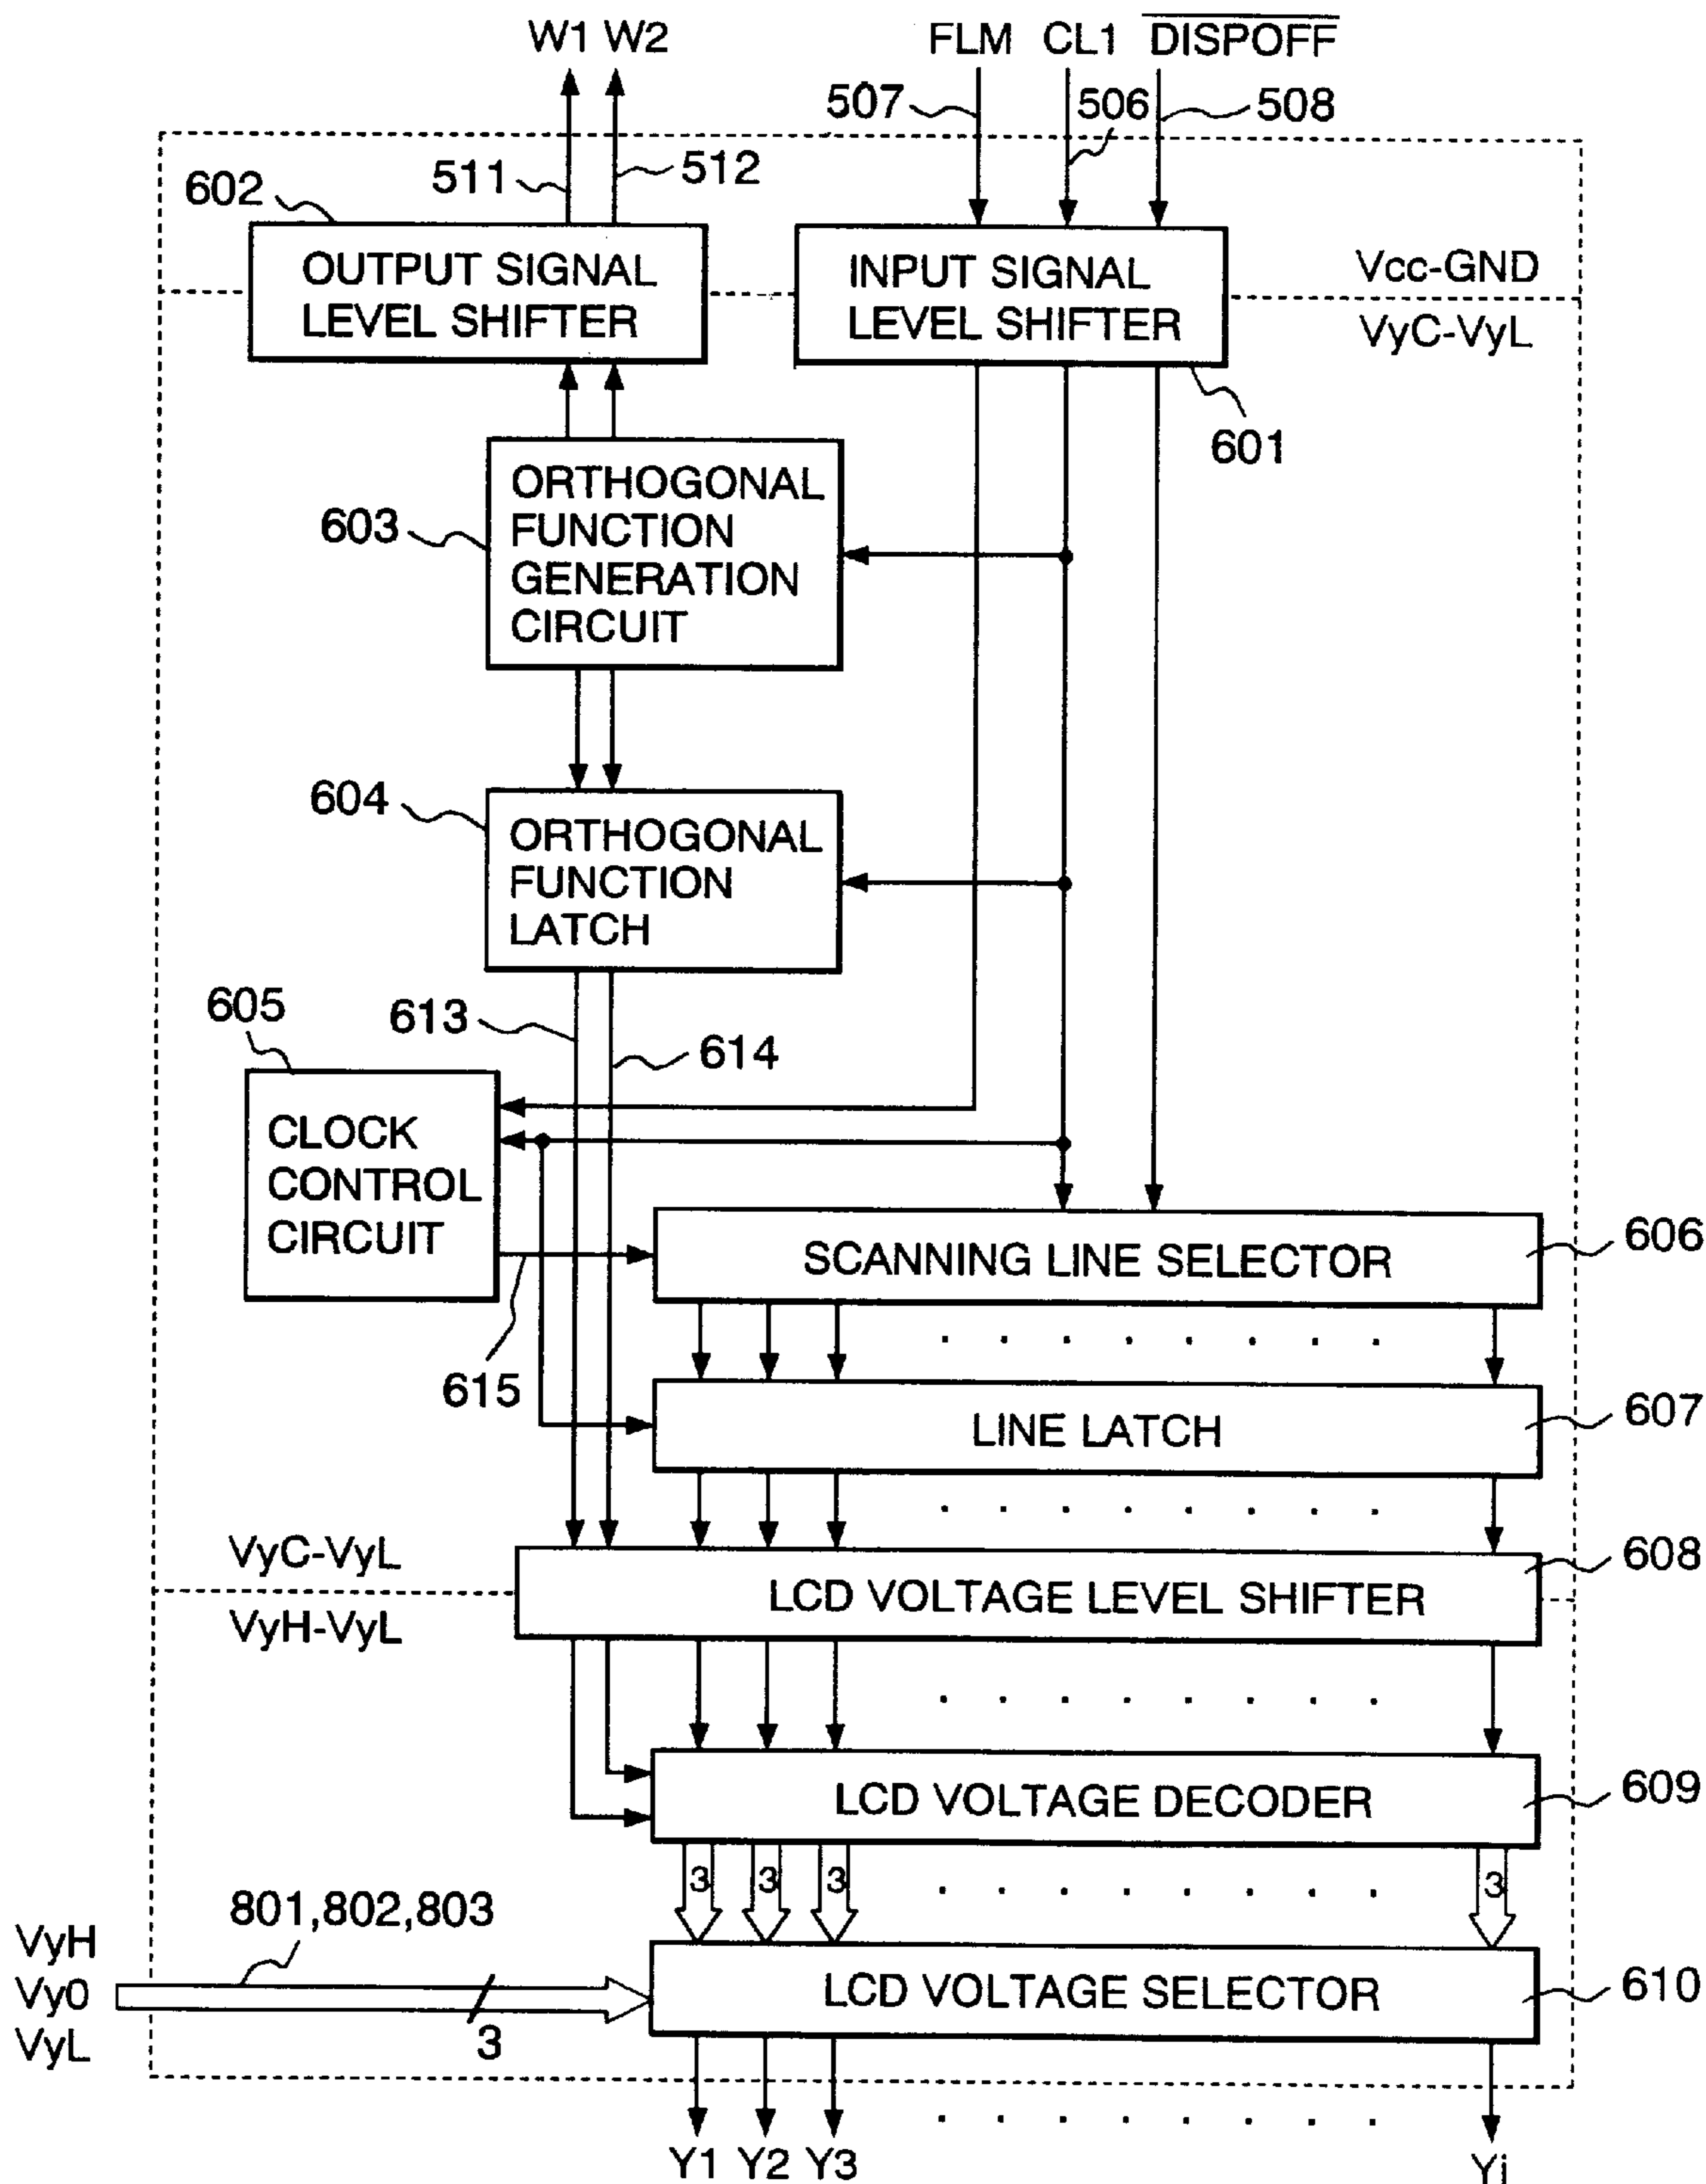 W1 W2 FLM CL1 DISPOFF
507 506 508
511 512
602
OUTPUT SIGNAL
LEVEL SHIFTER
INPUT SIGNAL
LEVEL SHIFTER
Vcc-GND
VyC-VyL
601
ORTHOGONAL
FUNCTION
GENERATION
CIRCUIT
603
604
ORTHOGONAL
FUNCTION
LATCH
605
613
614
CLOCK
CONTROL
CIRCUIT
SCANNING LINE SELECTOR
606
615
LINE LATCH
607
VyC-VyL
VyH-VyL
LCD VOLTAGE LEVEL SHIFTER
608
LCD VOLTAGE DECODER
609
3 3 3 3
801,802,803
VyH
Vy0
VyL
3
LCD VOLTAGE SELECTOR
610
Y1 Y2 Y3 Yi